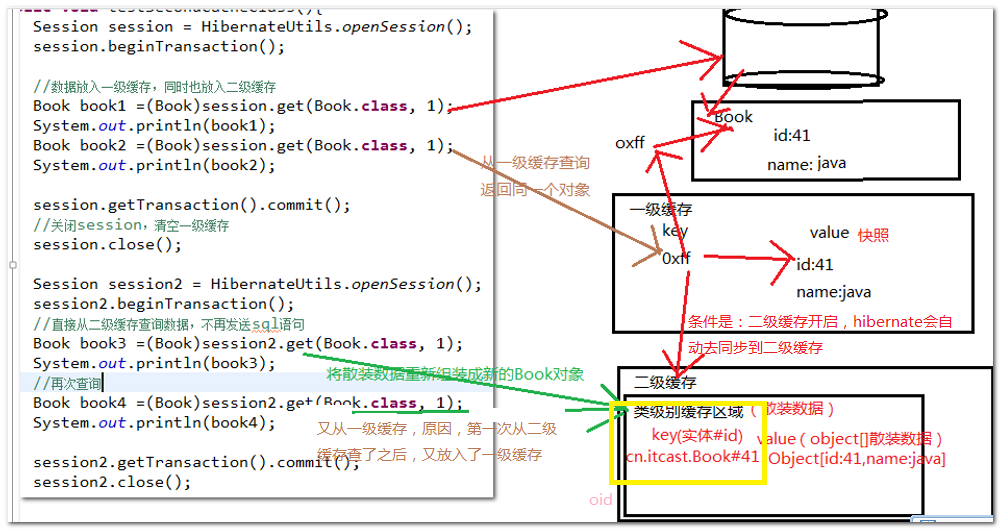 Session session = HibernateUtils.openSession();
session.beginTransaction();
//数据放入一级缓存，同时也放入二级缓存
Book book1 =(Book)session.get(Book.class, 1);
System.out.println(book1);
Book book2 =(Book)session.get(Book.class, 1);
System.out.println(book2);
session.getTransaction().commit();
//关闭session，清空一级缓存
session.close();
Session session2 = HibernateUtils.openSession();
session2.beginTransaction();
//直接从二级缓存查询数据，不再发送sql语句
Book book3 =(Book)session2.get(Book.class, 1);
System.out.println(book3);
//再次查询
Book book4 =(Book)session2.get(Book.class, 1);
System.out.println(book4);
session2.getTransaction().commit();
session2.close();
从一级缓存查询
返回同一个对象
将散装数据重新组装成新的Book对象
又从一级缓存，原因，第一次从二级
缓存查了之后，又放入了一级缓存
Book
id:41
name: java
oxff
一级缓存
key
0xff
value 快照
id:41
name:java
条件是：二级缓存开启，hibernate会自
动去同步到二级缓存
二级缓存
类级别缓存区域（散装数据）
key(实体#id)
cn.itcast.Book#41
value（object[]散装数据）
Object[id:41,name:java]
oid